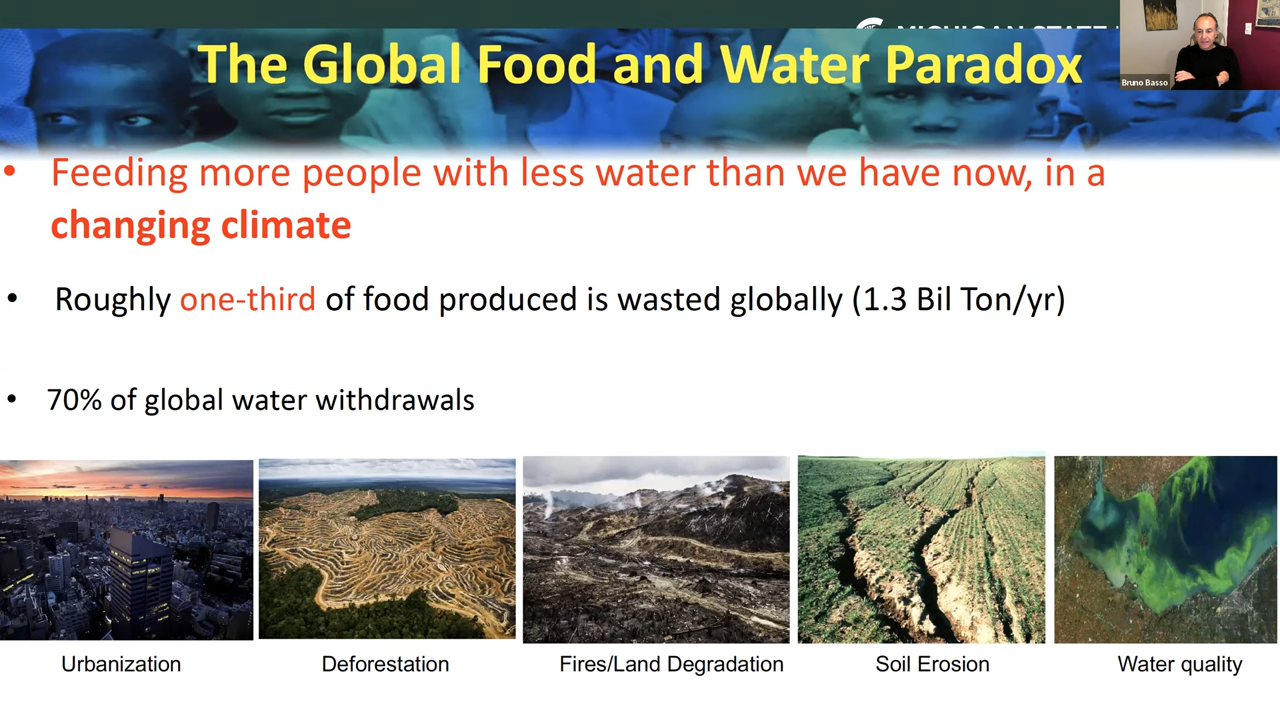 MICHIGAN STATE
The Global Food and Water Paradox
Bruno Basso
• Feeding more people with less water than we have now, in a
changing climate
• Roughly one-third of food produced is wasted globally (1.3 Bil Ton/yr)
• 70% of global water withdrawals
Urbanization
Deforestation
Fires/Land Degradation
Soil Erosion
Water quality